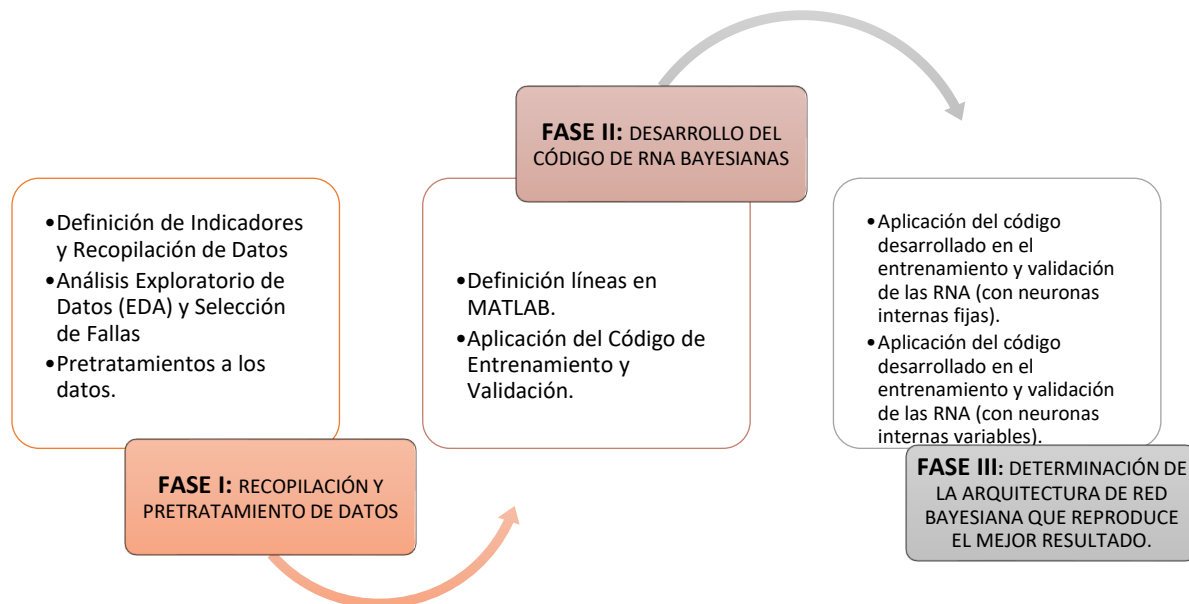 •Definición de Indicadores
y Recopilación de Datos
•Análisis Exploratorio de
Datos (EDA) y Selección
de Fallas
•Pretratamientos a los
datos.
FASE I: RECOPILACIÓN Y
PRETRATAMIENTO DE DATOS
FASE II: DESARROLLO DEL
CÓDIGO DE RNA BAYESIANAS
•Definición líneas en
MATLAB.
•Aplicación del Código de
Entrenamiento y
Validación.
•Aplicación del código
desarrollado en el
entrenamiento y validación
de las RNA (con neuronas
internas fijas).
•Aplicación del código
desarrollado en el
entrenamiento y validación
de las RNA (con neuronas
internas variables).
FASE III: DETERMINACIÓN DE
LA ARQUITECTURA DE RED
BAYESIANA QUE REPRODUCE
EL MEJOR RESULTADO.